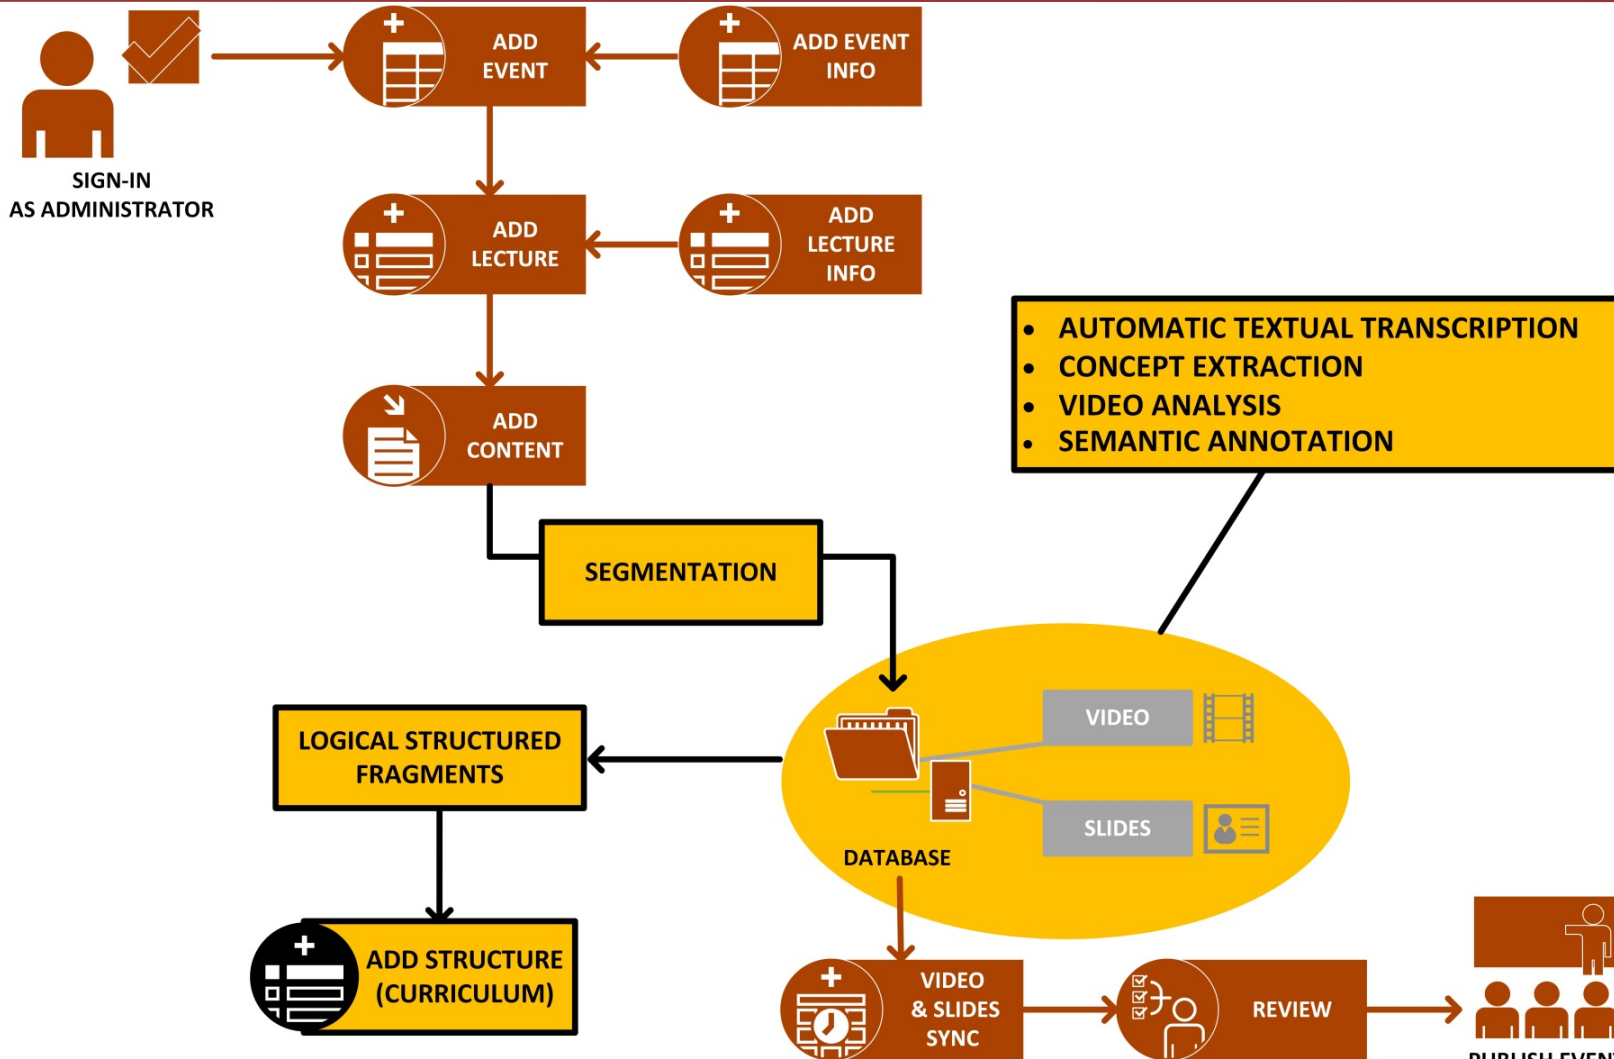 ADD
EVENT
ADD EVENT
INFO
SIGN-IN
AS ADMINISTRATOR
ADD
LECTURE
ADD
LECTURE
INFO
• AUTOMATIC TEXTUAL TRANSCRIPTION
• CONCEPT EXTRACTION
• VIDEO ANALYSIS
• SEMANTIC ANNOTATION
ADD
CONTENT
SEGMENTATION
LOGICAL STRUCTURED
FRAGMENTS
VIDEO
SLIDES
DATABASE
ADD STRUCTURE
(CURRICULUM)
VIDEO
& SLIDES
SYNC
REVIEW
PUBLISH EVENT